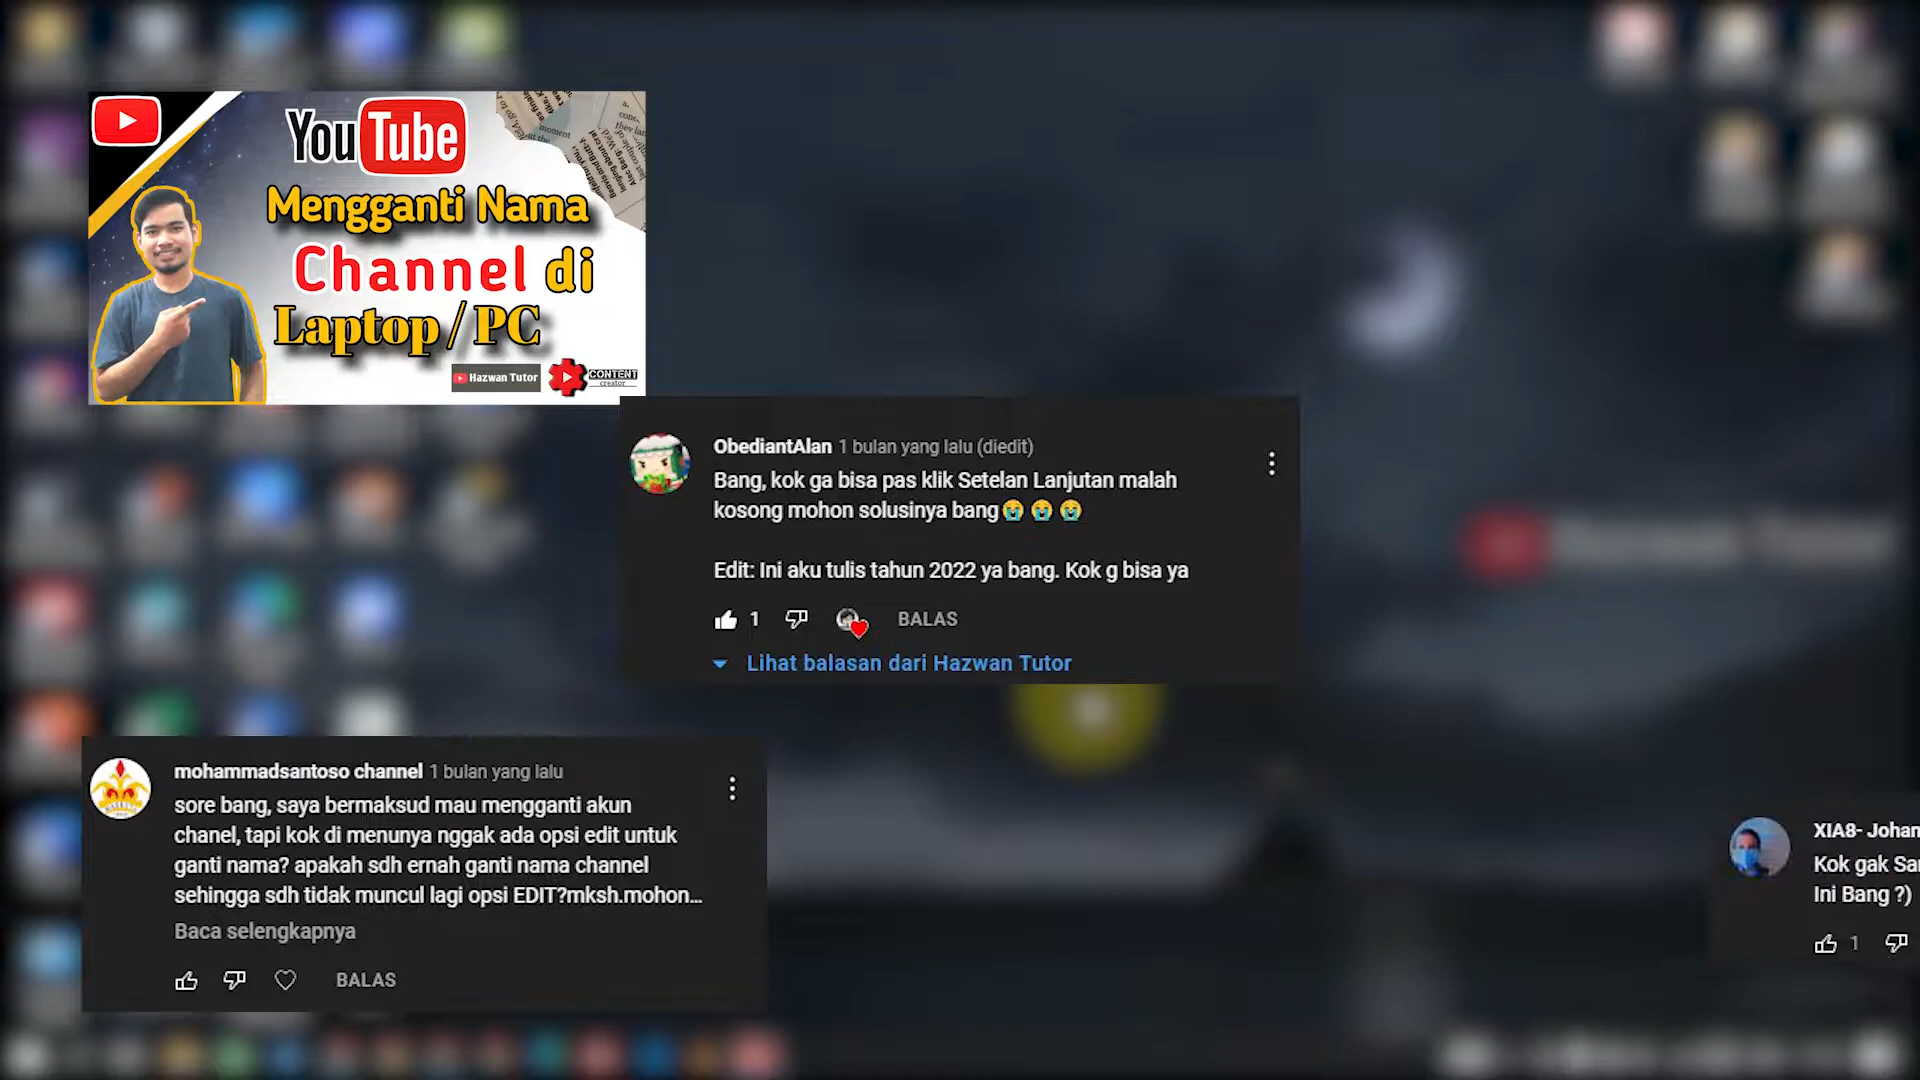 YouTube
Mengganti Nama
Channel di
Laptop / PC
Hazwan Tutor
CONTENT
creator
ObediantAlan 1 bulan yang lalu (diedit)
Bang, kok ga bisa pas klik Setelan Lanjutan malah
kosong mohon solusinya bang😭 😭 😭
Edit: Ini aku tulis tahun 2022 ya bang. Kok g bisa ya
1 BALAS
Lihat balasan dari Hazwan Tutor
mohammadsantoso channel 1 bulan yang lalu
sore bang, saya bermaksud mau mengganti akun
chanel, tapi kok di menunya nggak ada opsi edit untuk
ganti nama? apakah sdh ernah ganti nama channel
sehingga sdh tidak muncul lagi opsi EDIT?mksh.mohon...
Baca selengkapnya
BALAS
XIA8- Johan
Kok gak Sa
Ini Bang ?)
1
Hazwan Tutor